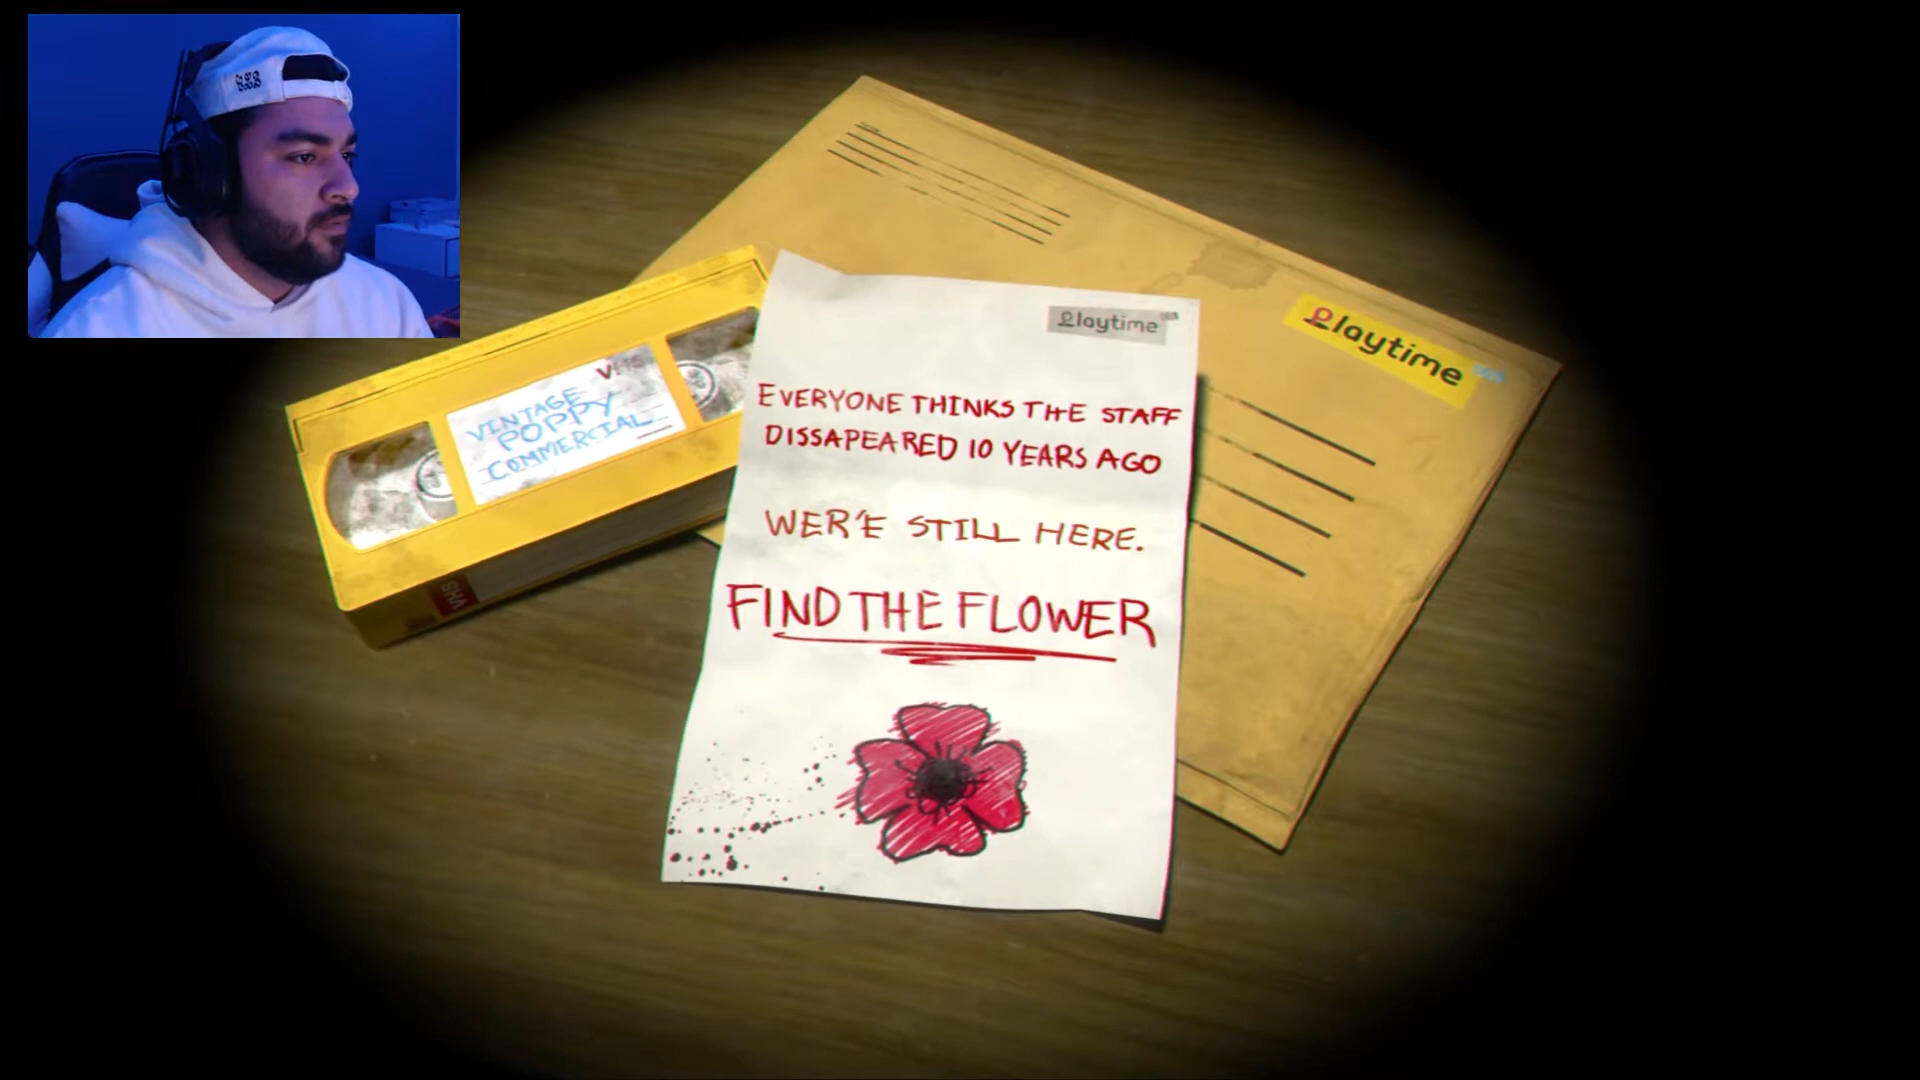 Playtime
EVERYONE THINKS THE STAFF
DISSAPEARED 10 YEARS AGO
WER'E STILL HERE.
FIND THE FLOWER
VHS
VINTAGE
POPPY
COMMERCIAL
VHS
Playtime